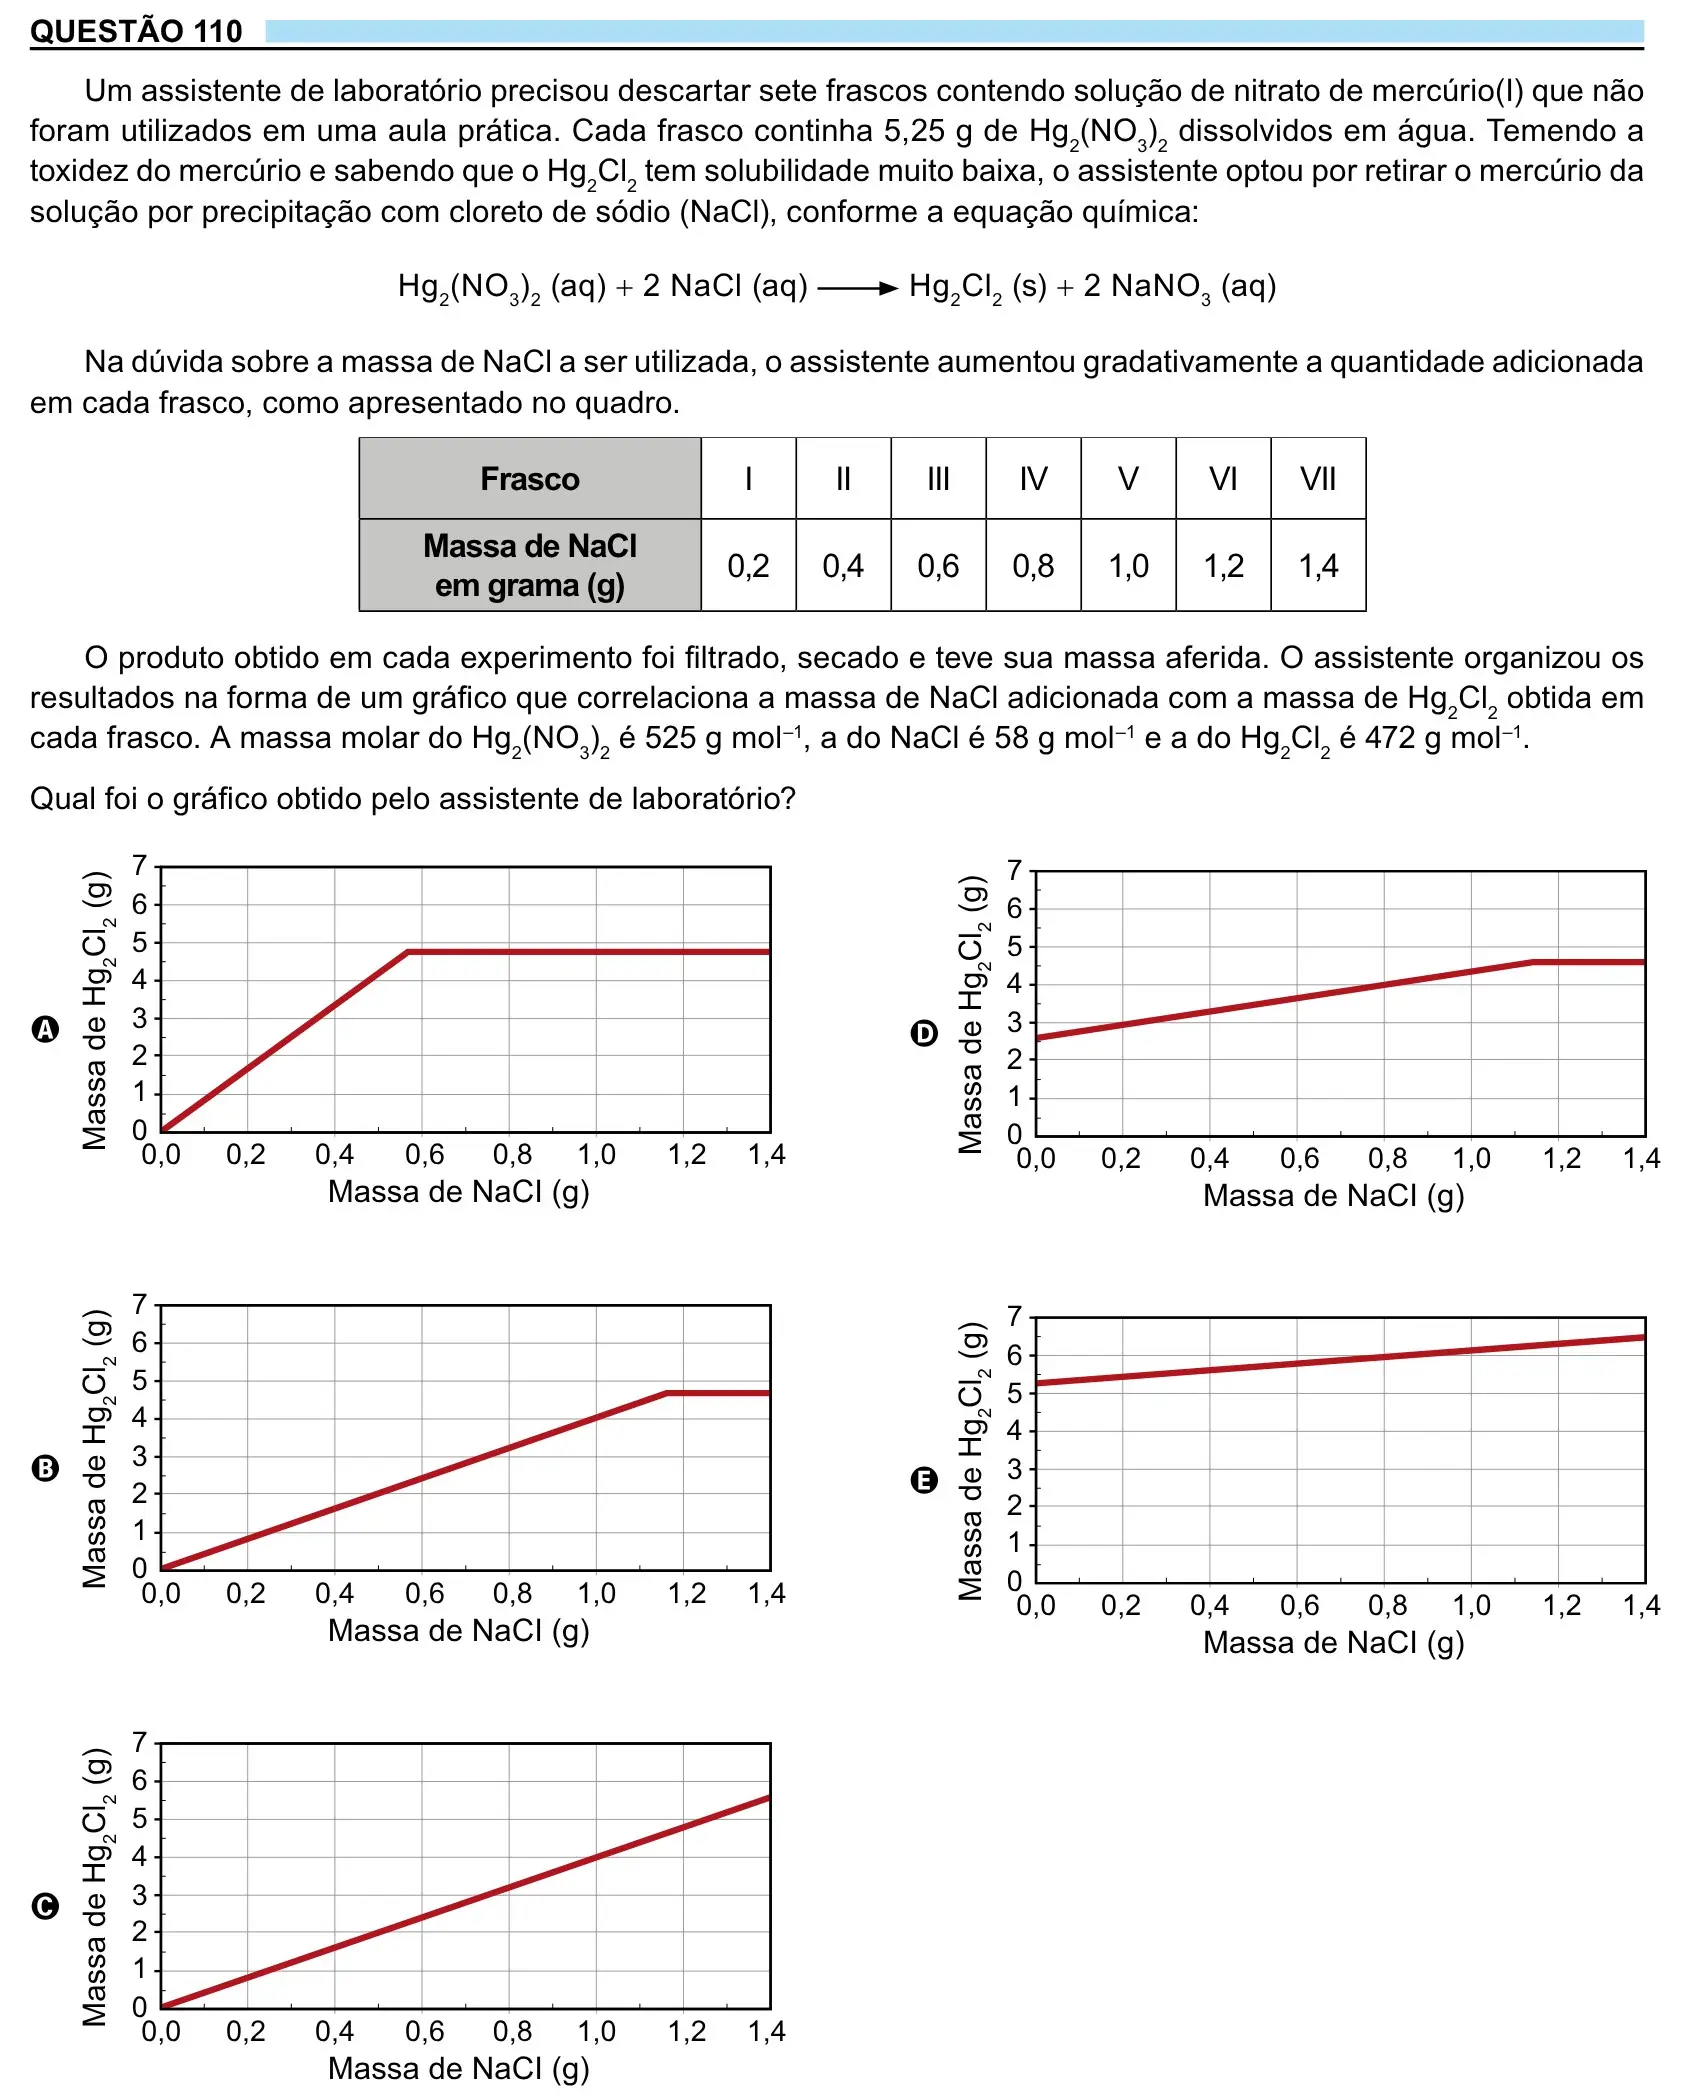 QUESTÃO 110
Um assistente de laboratório precisou descartar sete frascos contendo solução de nitrato de mercúrio(I) que não
foram utilizados em uma aula prática. Cada frasco continha 5,25 g de Hg₂(NO₃)₂ dissolvidos em água. Temendo a
toxidez do mercúrio e sabendo que o Hg₂Cl₂ tem solubilidade muito baixa, o assistente optou por retirar o mercúrio da
solução por precipitação com cloreto de sódio (NaCl), conforme a equação química:
Hg₂(NO₃)₂ (aq) + 2 NaCl (aq) ⟶ Hg₂Cl₂ (s) + 2 NaNO₃ (aq)
Na dúvida sobre a massa de NaCl a ser utilizada, o assistente aumentou gradativamente a quantidade adicionada
em cada frasco, como apresentado no quadro.
Frasco I II III IV V VI VII
Massa de NaCl
em grama (g) 0,2 0,4 0,6 0,8 1,0 1,2 1,4
O produto obtido em cada experimento foi filtrado, secado e teve sua massa aferida. O assistente organizou os
resultados na forma de um gráfico que correlaciona a massa de NaCl adicionada com a massa de Hg₂Cl₂ obtida em
cada frasco. A massa molar do Hg₂(NO₃)₂ é 525 g mol⁻¹, a do NaCl é 58 g mol⁻¹ e a do Hg₂Cl₂ é 472 g mol⁻¹.
Qual foi o gráfico obtido pelo assistente de laboratório?
A
Massa de Hg₂Cl₂ (g)
7
6
5
4
3
2
1
0
0,0 0,2 0,4 0,6 0,8 1,0 1,2 1,4
Massa de NaCl (g)
B
Massa de Hg₂Cl₂ (g)
7
6
5
4
3
2
1
0
0,0 0,2 0,4 0,6 0,8 1,0 1,2 1,4
Massa de NaCl (g)
C
Massa de Hg₂Cl₂ (g)
7
6
5
4
3
2
1
0
0,0 0,2 0,4 0,6 0,8 1,0 1,2 1,4
Massa de NaCl (g)
D
Massa de Hg₂Cl₂ (g)
7
6
5
4
3
2
1
0
0,0 0,2 0,4 0,6 0,8 1,0 1,2 1,4
Massa de NaCl (g)
E
Massa de Hg₂Cl₂ (g)
7
6
5
4
3
2
1
0
0,0 0,2 0,4 0,6 0,8 1,0 1,2 1,4
Massa de NaCl (g)